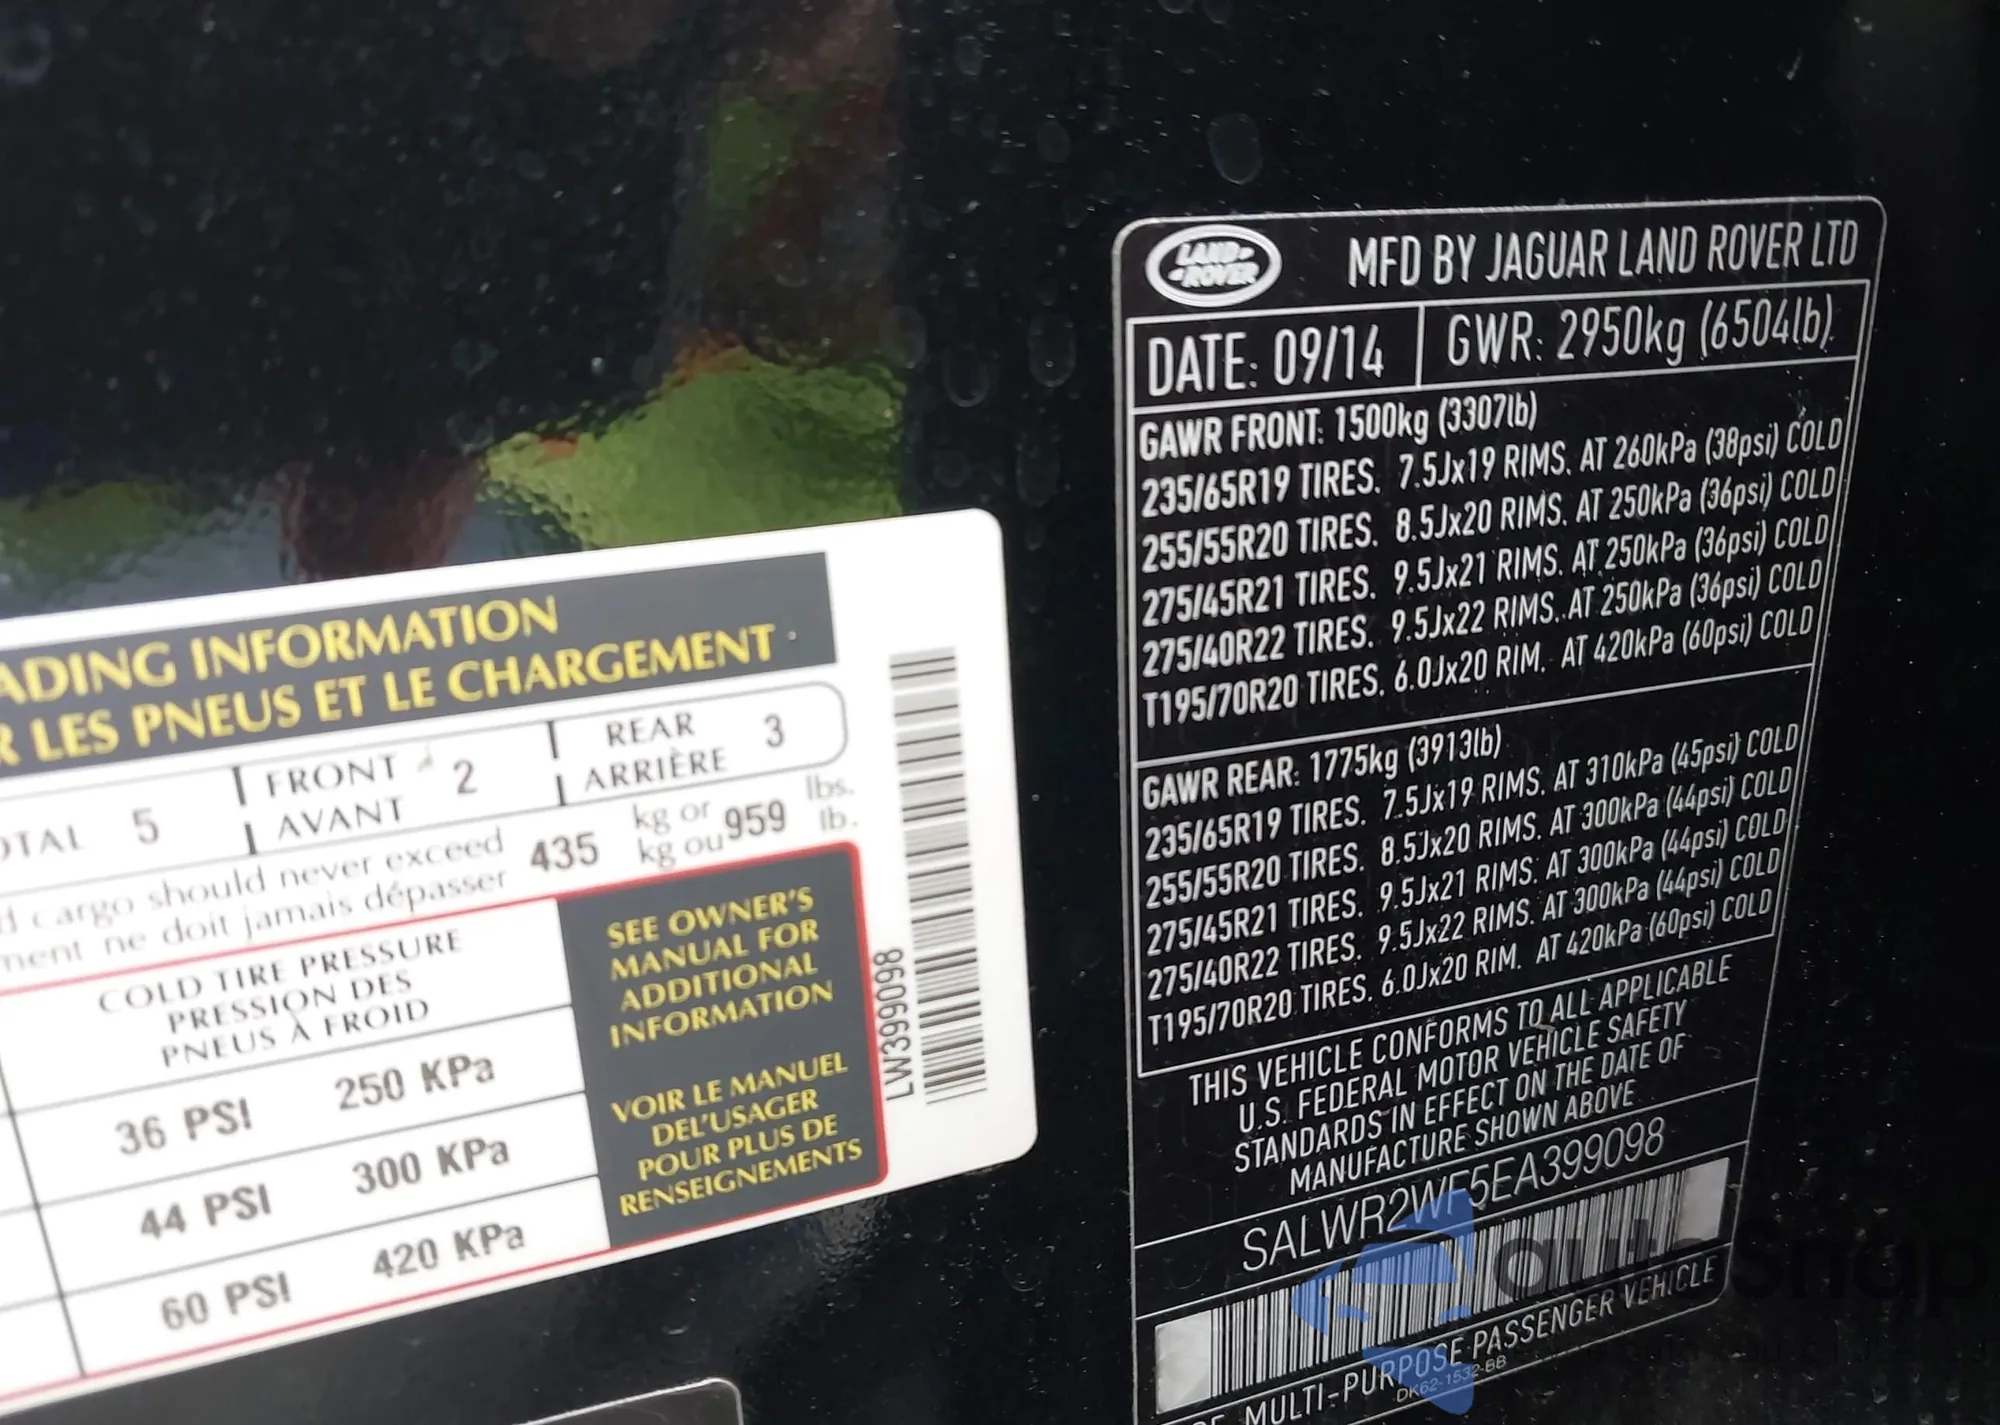 ADING INFORMATION
R LES PNEUS ET LE CHARGEMENT
OTAL 5
FRONT
AVANT
2
REAR
ARRIÈRE
3
d cargo should never exceed
ment ne doit jamais dépasser
435
kg or
kg ou
959
lbs.
lb.
COLD TIRE PRESSURE
PRESSION DES
PNEUS À FROID
36 PSI 250 KPa
44 PSI 300 KPa
60 PSI 420 KPa
SEE OWNER'S
MANUAL FOR
ADDITIONAL
INFORMATION
VOIR LE MANUEL
DEL'USAGER
POUR PLUS DE
RENSEIGNEMENTS
LW399098
LAND-
-ROVER
MFD BY JAGUAR LAND ROVER LTD
DATE: 09/14
GWR: 2950kg (6504lb)
GAWR FRONT: 1500kg (3307lb)
235/65R19 TIRES. 7.5Jx19 RIMS. AT 260kPa (38psi) COLD
255/55R20 TIRES. 8.5Jx20 RIMS. AT 250kPa (36psi) COLD
275/45R21 TIRES. 9.5Jx21 RIMS. AT 250kPa (36psi) COLD
275/40R22 TIRES. 9.5Jx22 RIMS. AT 250kPa (36psi) COLD
T195/70R20 TIRES. 6.0Jx20 RIM. AT 420kPa (60psi) COLD
GAWR REAR: 1775kg (3913lb)
235/65R19 TIRES. 7.5Jx19 RIMS. AT 310kPa (45psi) COLD
255/55R20 TIRES. 8.5Jx20 RIMS. AT 300kPa (44psi) COLD
275/45R21 TIRES. 9.5Jx21 RIMS. AT 300kPa (44psi) COLD
275/40R22 TIRES. 9.5Jx22 RIMS. AT 300kPa (44psi) COLD
T195/70R20 TIRES. 6.0Jx20 RIM. AT 420kPa (60psi) COLD
THIS VEHICLE CONFORMS TO ALL APPLICABLE
U.S. FEDERAL MOTOR VEHICLE SAFETY
STANDARDS IN EFFECT ON THE DATE OF
MANUFACTURE SHOWN ABOVE
SALWR2WF5EA399098
MULTI-PURPOSE PASSENGER VEHICLE
DK62-1532-BB
autosnap